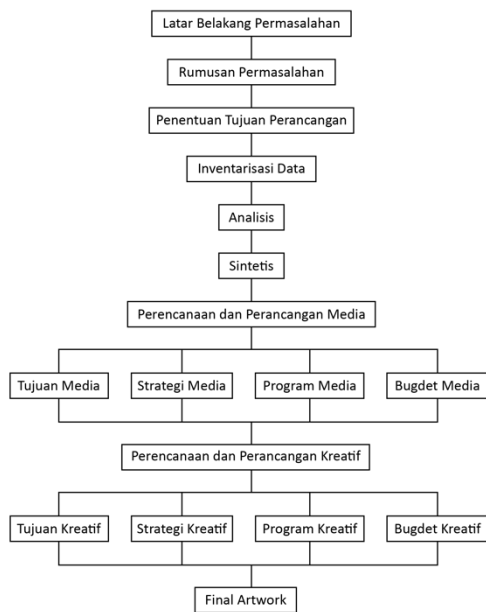 Latar Belakang Permasalahan
Rumusan Permasalahan
Penentuan Tujuan Perancangan
Inventarisasi Data
Analisis
Sintetis
Perencanaan dan Perancangan Media
Tujuan Media
Strategi Media
Program Media
Bugdet Media
Perencanaan dan Perancangan Kreatif
Tujuan Kreatif
Strategi Kreatif
Program Kreatif
Bugdet Kreatif
Final Artwork